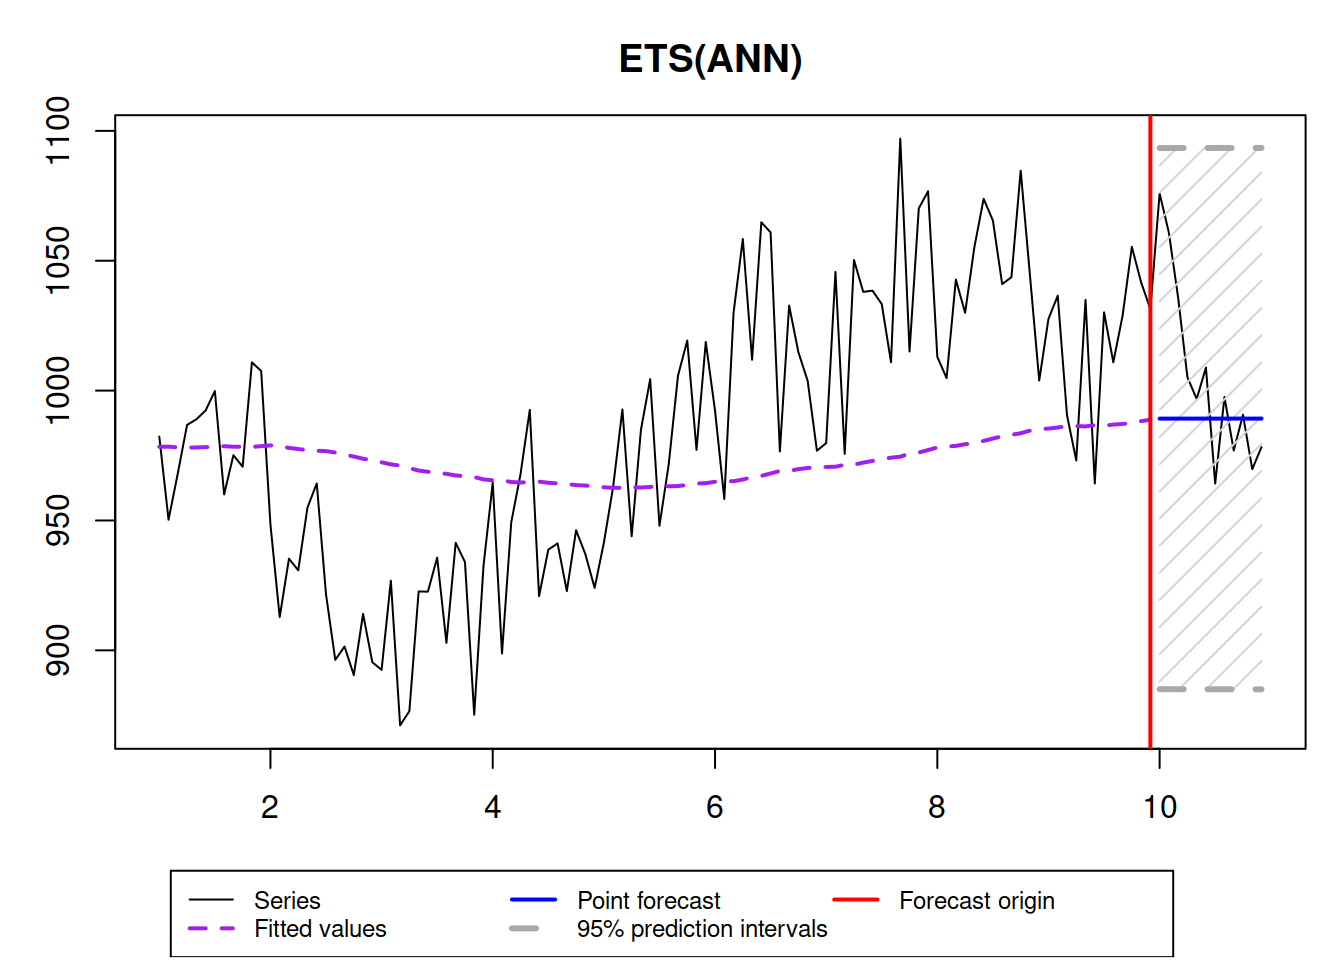 ETS(ANN)
1100
1050
1000
950
900
2 4 6 8 10
Series Point forecast Forecast origin
Fitted values 95% prediction intervals